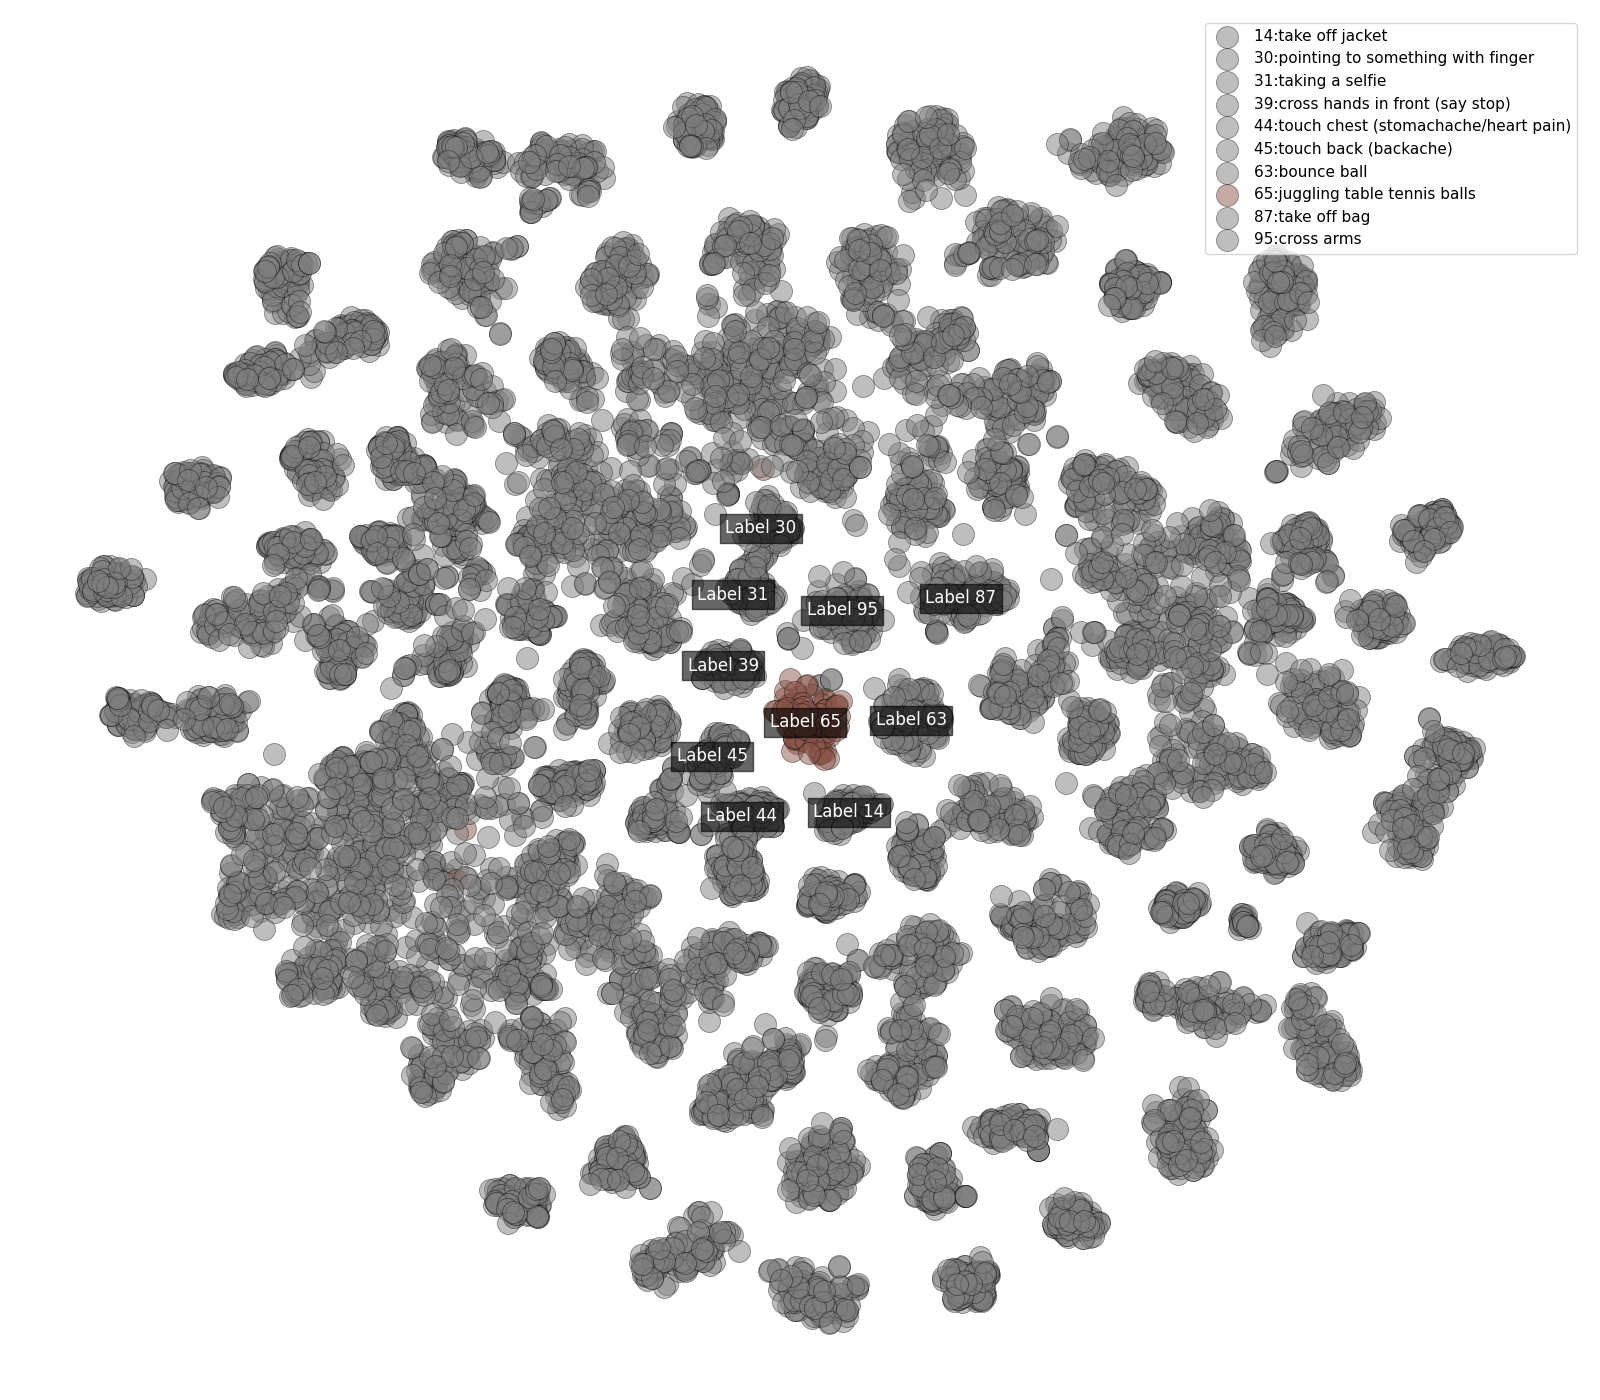 14:take off jacket
30:pointing to something with finger
31:taking a selfie
39:cross hands in front (say stop)
44:touch chest (stomachache/heart pain)
45:touch back (backache)
63:bounce ball
65:juggling table tennis balls
87:take off bag
95:cross arms
Label 30
Label 31
Label 95
Label 87
Label 39
Label 65
Label 63
Label 45
Label 44
Label 14